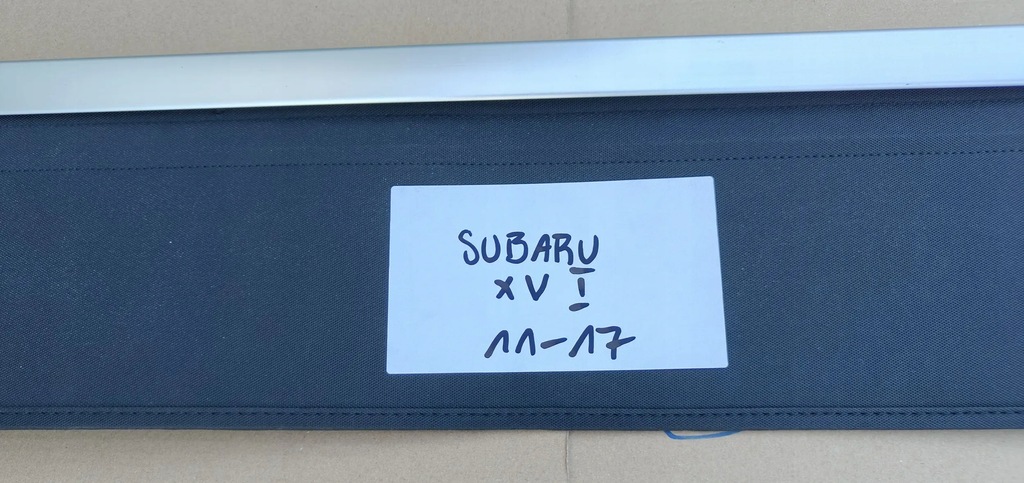 SUBARU
XV I
11-17